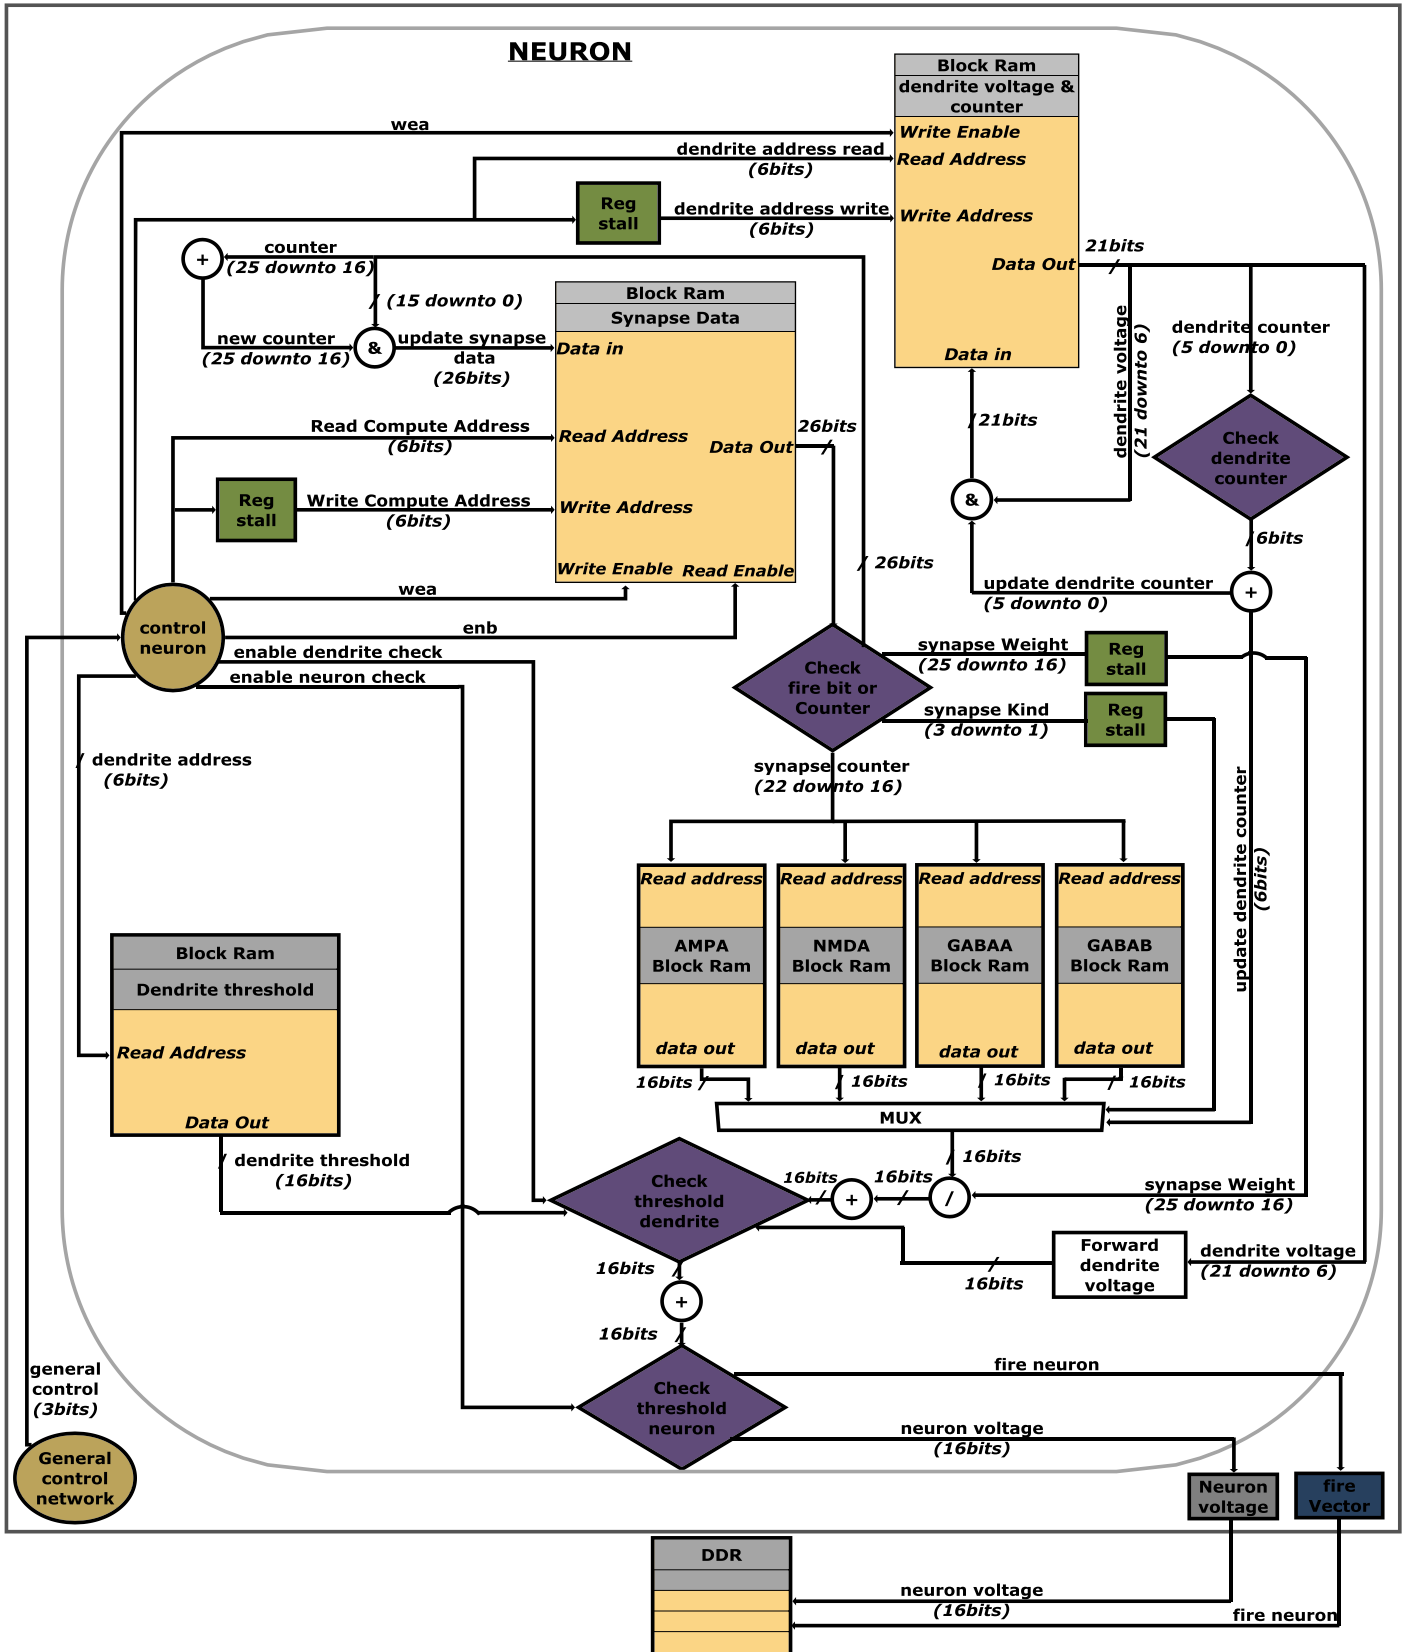 NEURON
Block Ram
dendrite voltage &
counter
Write Enable
wea
dendrite address read
(6bits)
Read Address
Reg
stall
dendrite address write
(6bits)
Write Address
+
counter
(25 downto 16)
Data Out
21bits
/ (15 downto 0)
Block Ram
Synapse Data
new counter
(25 downto 16)
&
update synapse
data
(26bits)
Data in
Data in
dendrite voltage
(21 downto 6)
dendrite counter
(5 downto 0)
Read Compute Address
(6bits)
Read Address
Data Out
26bits
/21bits
Check
dendrite
counter
Reg
stall
Write Compute Address
(6bits)
Write Address
&
/6bits
Write Enable
Read Enable
/ 26bits
update dendrite counter
(5 downto 0)
+
wea
control
neuron
enb
enable dendrite check
enable neuron check
Check
fire bit or
Counter
synapse Weight
(25 downto 16)
Reg
stall
synapse Kind
(3 downto 1)
Reg
stall
/ dendrite address
(6bits)
synapse counter
(22 downto 16)
update dendrite counter
(6bits)
Read address
Read address
Read address
Read address
AMPA
Block Ram
NMDA
Block Ram
GABAA
Block Ram
GABAB
Block Ram
data out
data out
data out
data out
16bits /
/ 16bits
/ 16bits
/ 16bits
MUX
Block Ram
Dendrite threshold
Read Address
Data Out
/ dendrite threshold
(16bits)
/ 16bits
Check
threshold
dendrite
16bits
/
+
16bits
/
/
synapse Weight
(25 downto 16)
Forward
dendrite
voltage
dendrite voltage
(21 downto 6)
/
16bits
16bits /
+
16bits /
general
control
(3bits)
Check
threshold
neuron
fire neuron
neuron voltage
(16bits)
General
control
network
Neuron
voltage
fire
Vector
DDR
neuron voltage
(16bits)
fire neuron